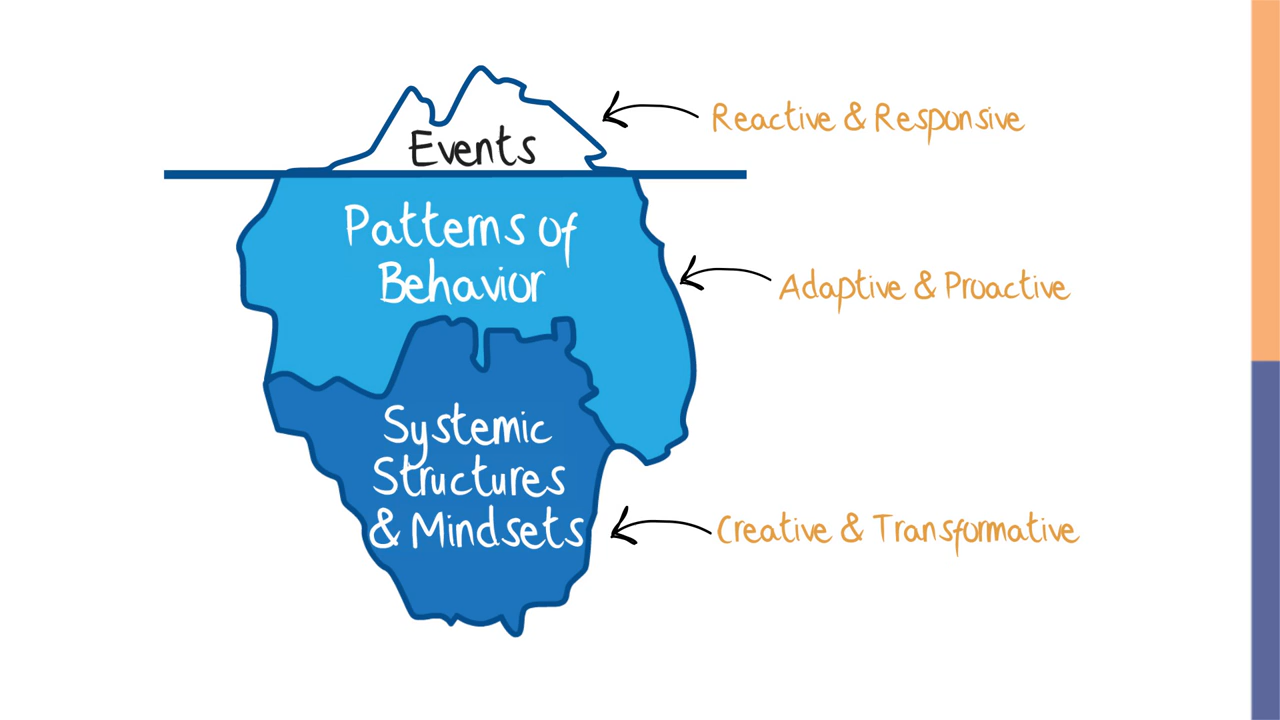 Events
Reactive & Responsive
Patterns of
Behavior
Adaptive & Proactive
Systemic
Structures
& Mindsets
Creative & Transformative